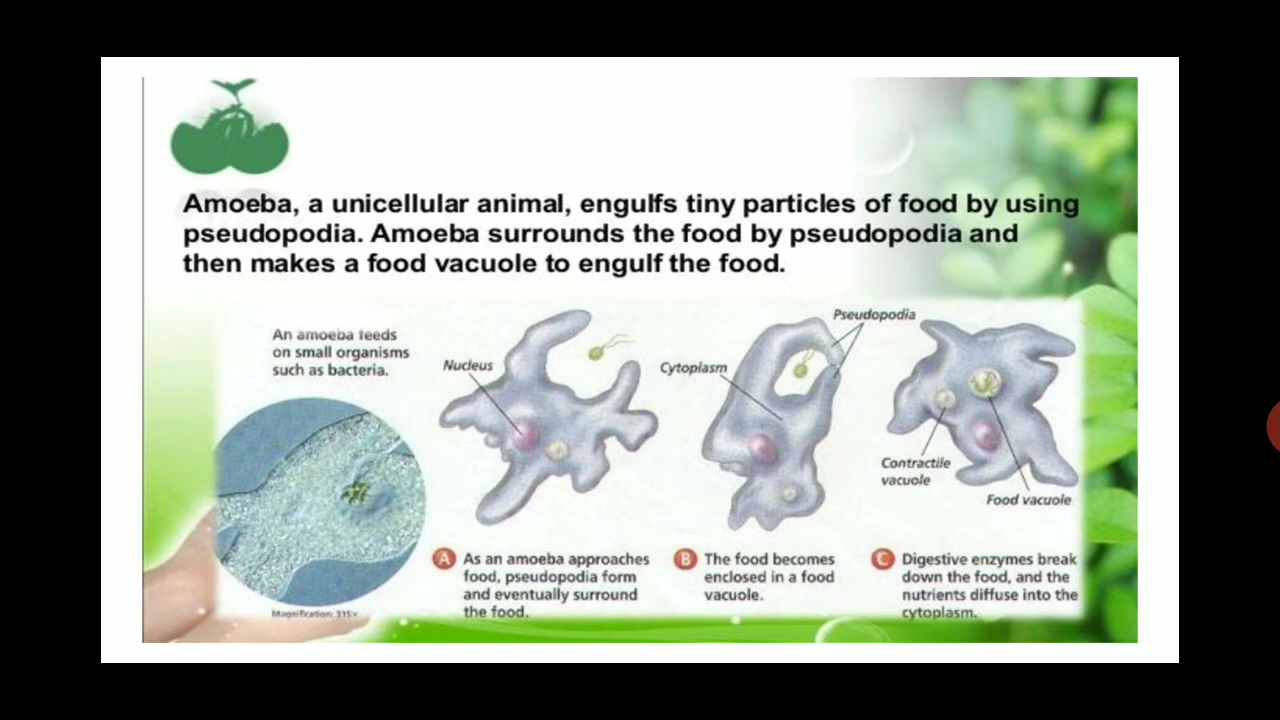 Amoeba, a unicellular animal, engulfs tiny particles of food by using
pseudopodia. Amoeba surrounds the food by pseudopodia and
then makes a food vacuole to engulf the food.
An amoeba feeds
on small organisms
such as bacteria.
Magnification: 315×
Nucleus
Cytoplasm
Pseudopodia
Contractile
vacuole
Food vacuole
A As an amoeba approaches
food, pseudopodia form
and eventually surround
the food.
B The food becomes
enclosed in a food
vacuole.
C Digestive enzymes break
down the food, and the
nutrients diffuse into the
cytoplasm.